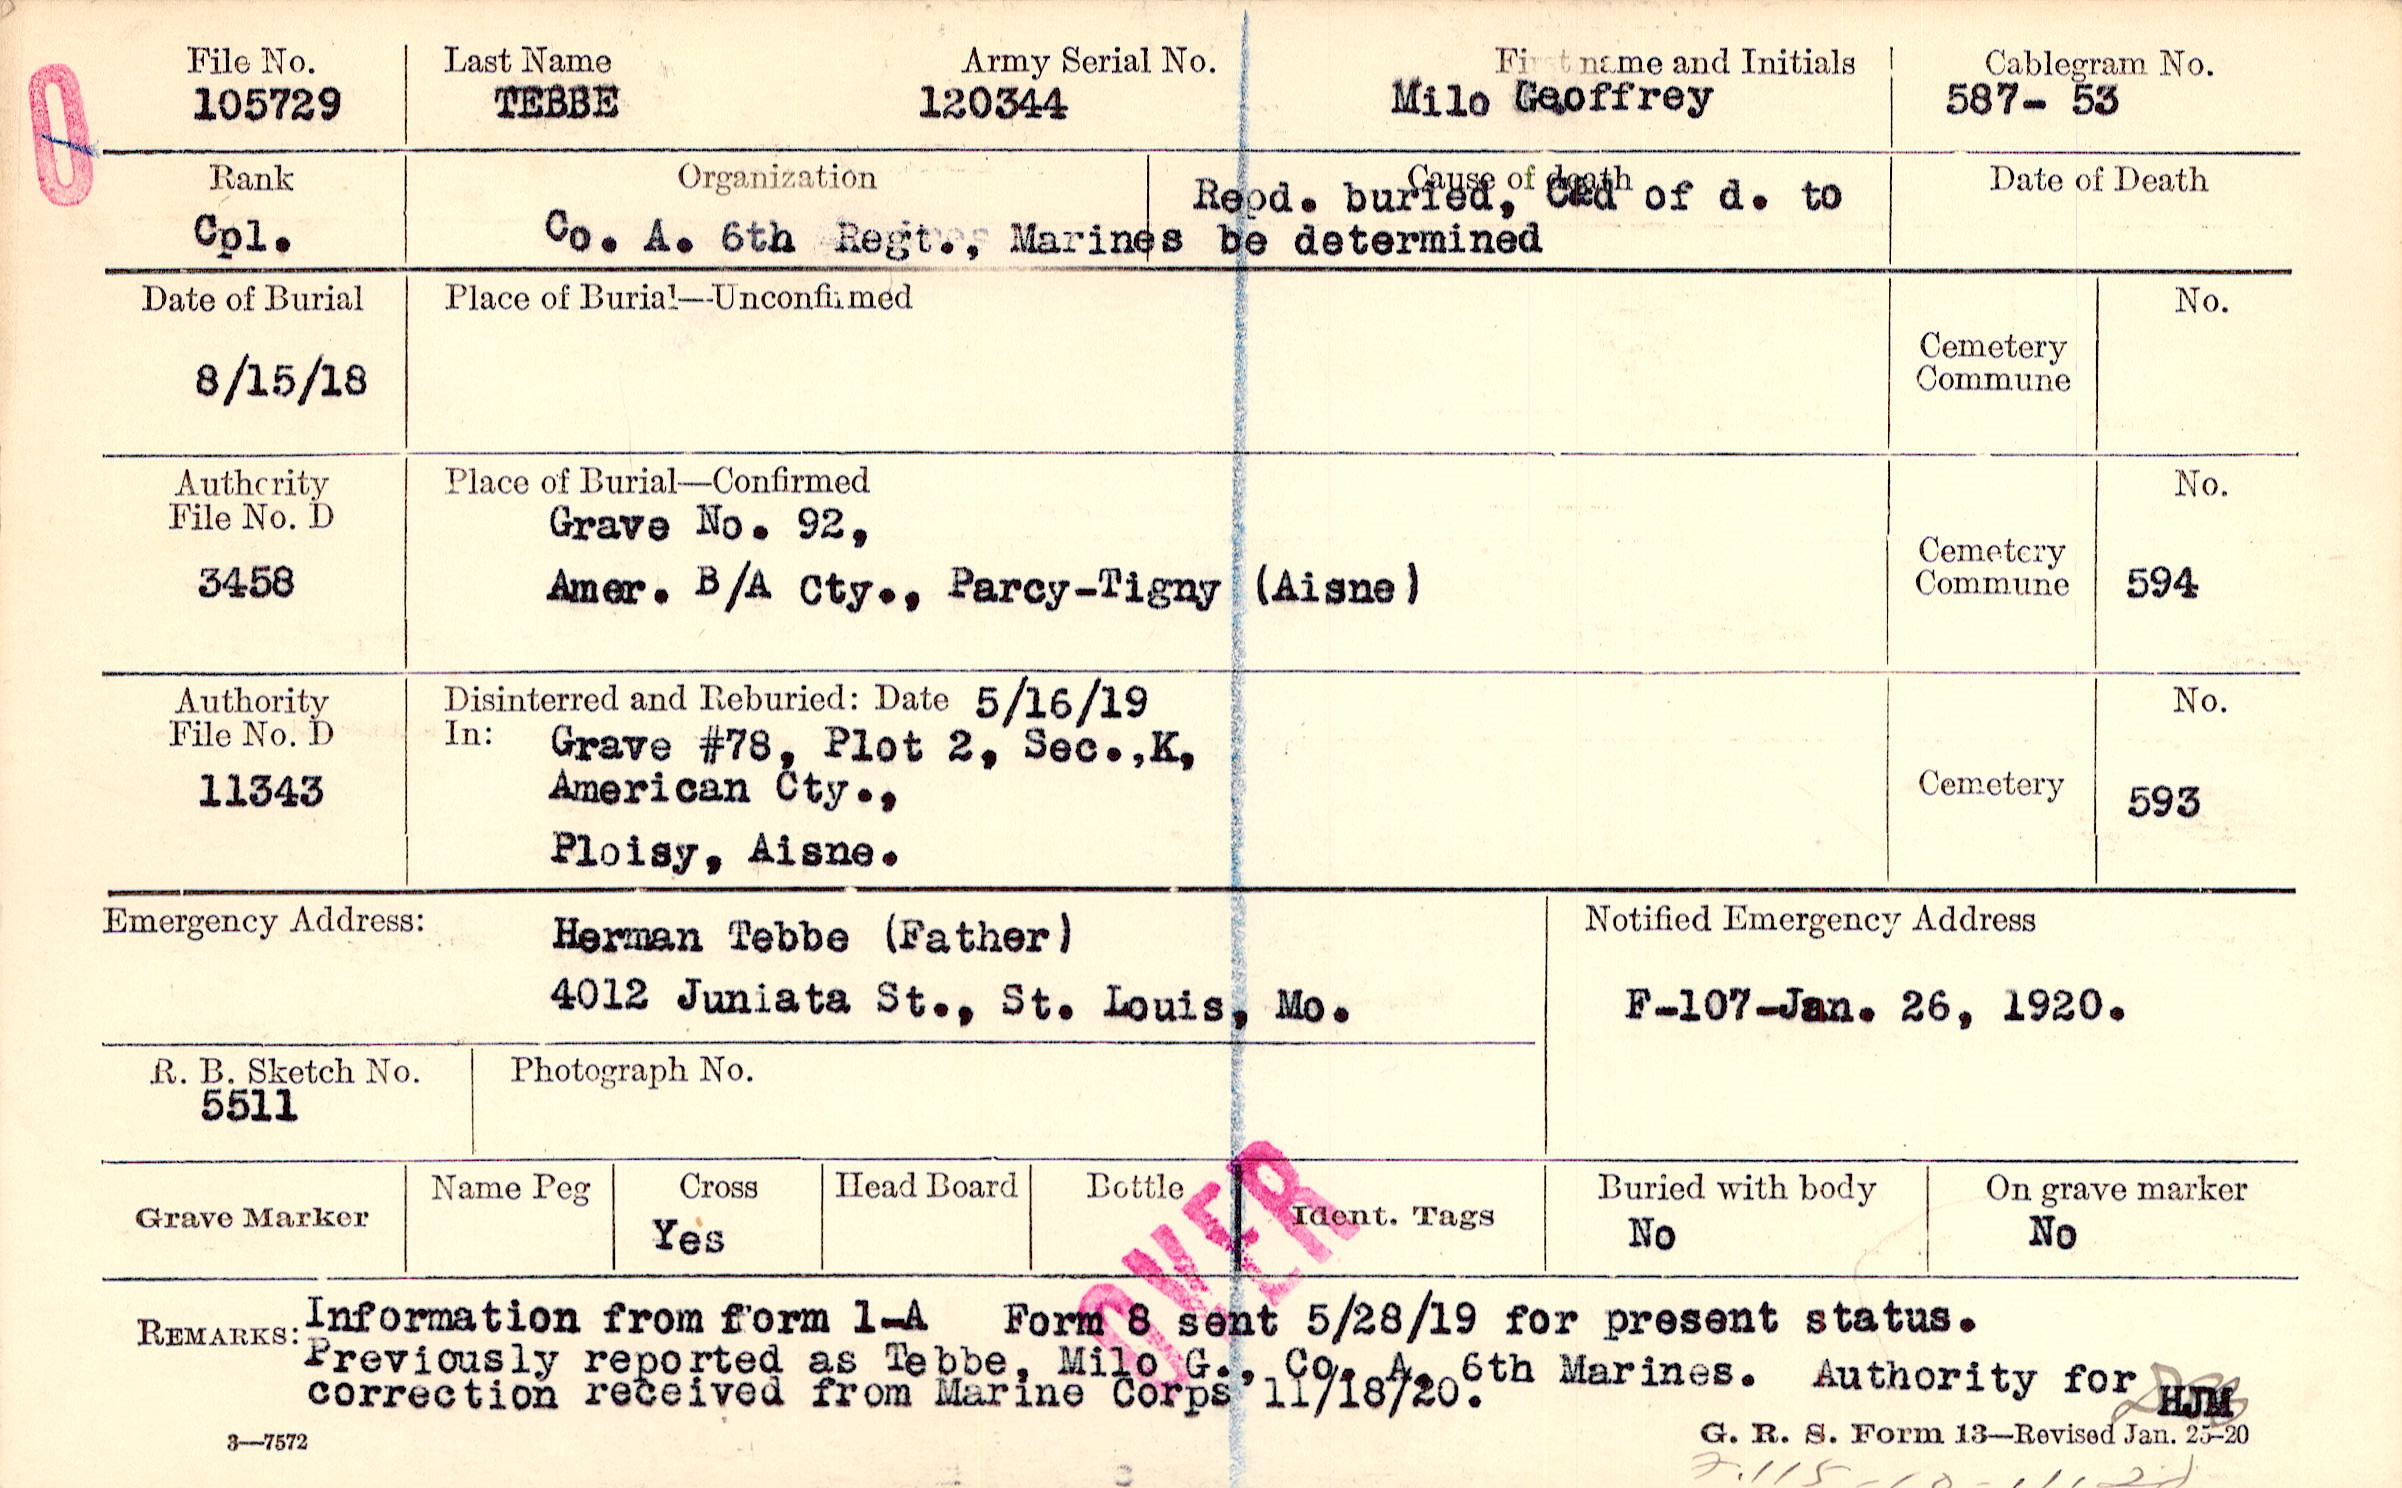 File No. Last Name Army Serial No. First name and Initials Cablegram No.
105729 TEBBE 120344 Milo Geoffrey 587- 53
Rank Organization Cause of death Date of Death
Repd. buried, C&d of d. to
Cpl. Co. A. 6th Regt., Marines be determined
Date of Burial Place of Burial—Unconfirmed No.
8/15/18 Cemetery
Commune
Authority Place of Burial—Confirmed No.
File No. D Grave No. 92,
Cemetery
3458 Amer. B/A Cty., Parcy-Tigny (Aisne) Commune 594
Authority Disinterred and Reburied: Date 5/16/19 No.
File No. D In: Grave #78, Plot 2, Sec.,K,
11343 American Cty., Cemetery 593
Ploisy, Aisne.
Emergency Address: Herman Tebbe (Father) Notified Emergency Address
4012 Juniata St., St. Louis, Mo. F-107-Jan. 26, 1920.
R. B. Sketch No. Photograph No.
5511
Grave Marker Name Peg Cross Head Board Bottle Ident. Tags Buried with body On grave marker
Yes No No
OVER
REMARKS: Information from form 1-A Form 8 sent 5/28/19 for present status.
Previously reported as Tebbe, Milo G., Co. A. 6th Marines. Authority for
correction received from Marine Corps 11/18/20. HJM
3—7572 G. R. S. Form 13—Revised Jan. 25-20